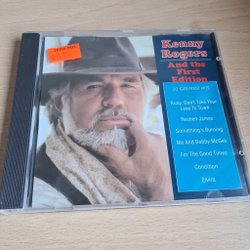 Kenny
Rogers
And the First
Edition
20 GREATEST HITS
Ruby, Don't Take Your
Love To Town
Reuben James
Something's Burning
Me And Bobby McGee
For The Good Times
Condition
Elvira